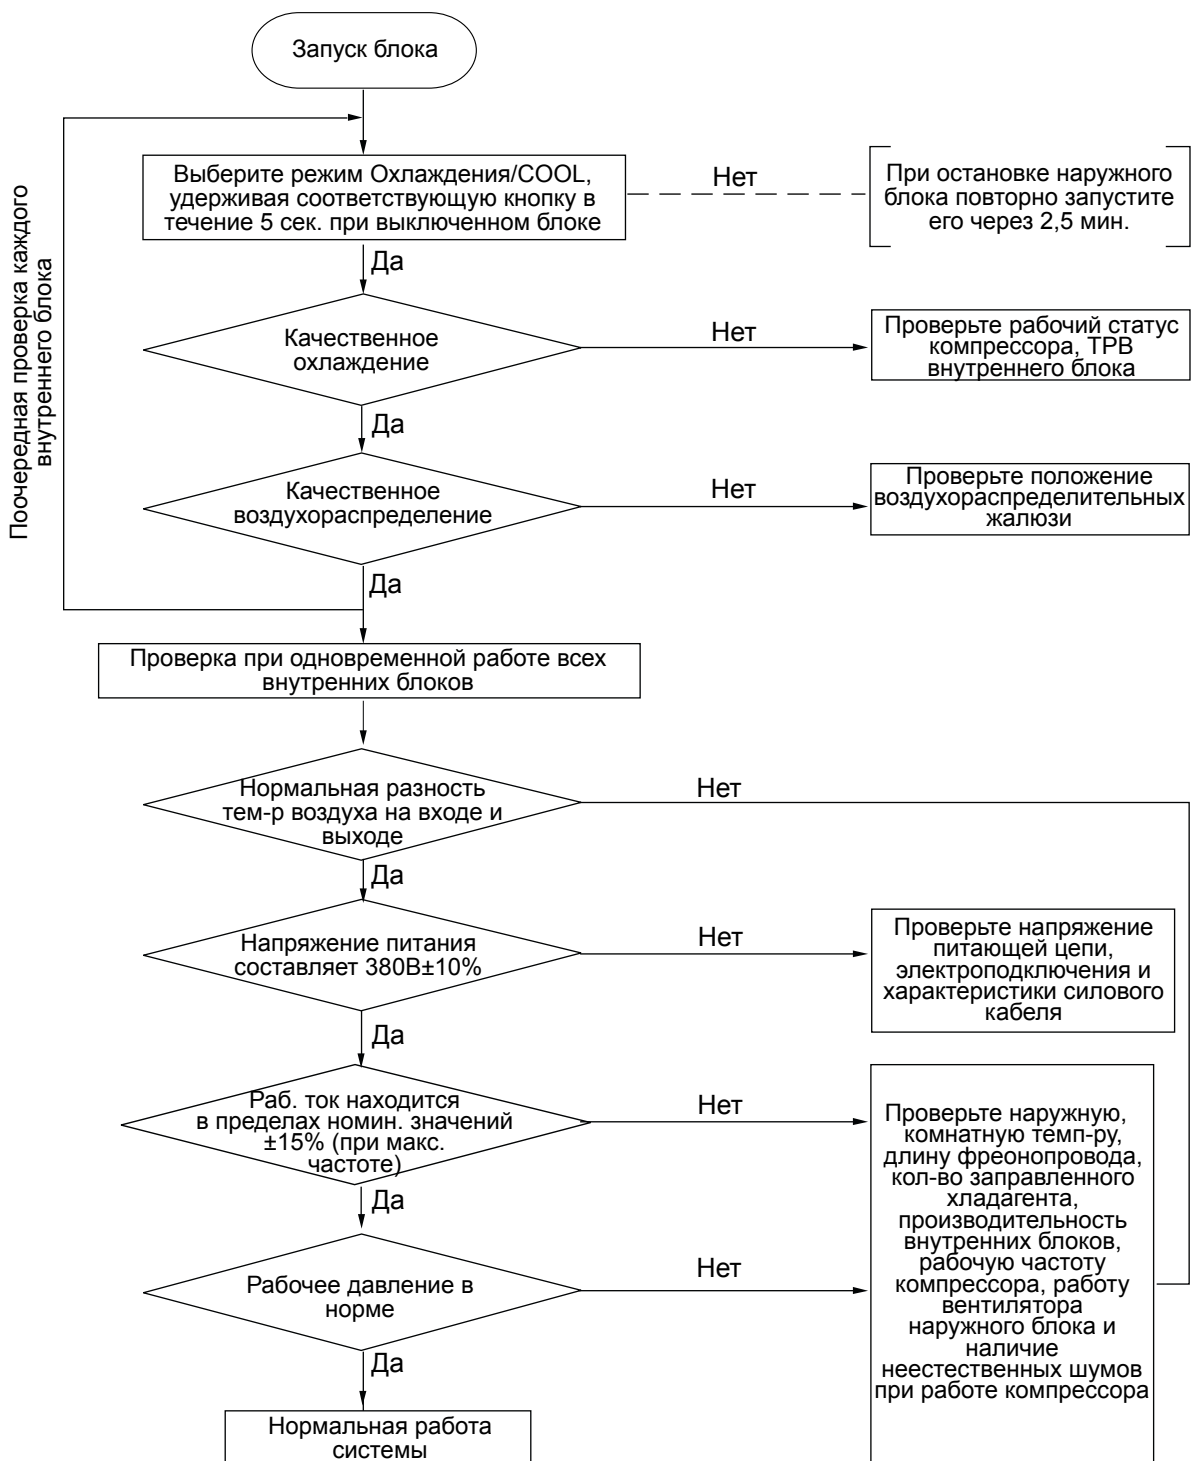 Запуск блока
Поочередная проверка каждого
внутреннего блока
Выберите режим Охлаждения/COOL,
удерживая соответствующую кнопку в
течение 5 сек. при выключенном блоке
Нет
При остановке наружного
блока повторно запустите
его через 2,5 мин.
Да
Качественное
охлаждение
Нет
Проверьте рабочий статус
компрессора, ТРВ
внутреннего блока
Да
Качественное
воздухораспределение
Нет
Проверьте положение
воздухораспределительных
жалюзи
Да
Проверка при одновременной работе всех
внутренних блоков
Нормальная разность
тем-р воздуха на входе и
выходе
Нет
Да
Напряжение питания
составляет 380В±10%
Нет
Проверьте напряжение
питающей цепи,
электроподключения и
характеристики силового
кабеля
Да
Раб. ток находится
в пределах номин. значений
±15% (при макс.
частоте)
Нет
Проверьте наружную,
комнатную темп-ру,
длину фреонопровода,
кол-во заправленного
хладагента,
производительность
внутренних блоков,
рабочую частоту
компрессора, работу
вентилятора
наружного блока и
наличие
неестественных шумов
при работе компрессора
Да
Рабочее давление в
норме
Нет
Да
Нормальная работа
системы